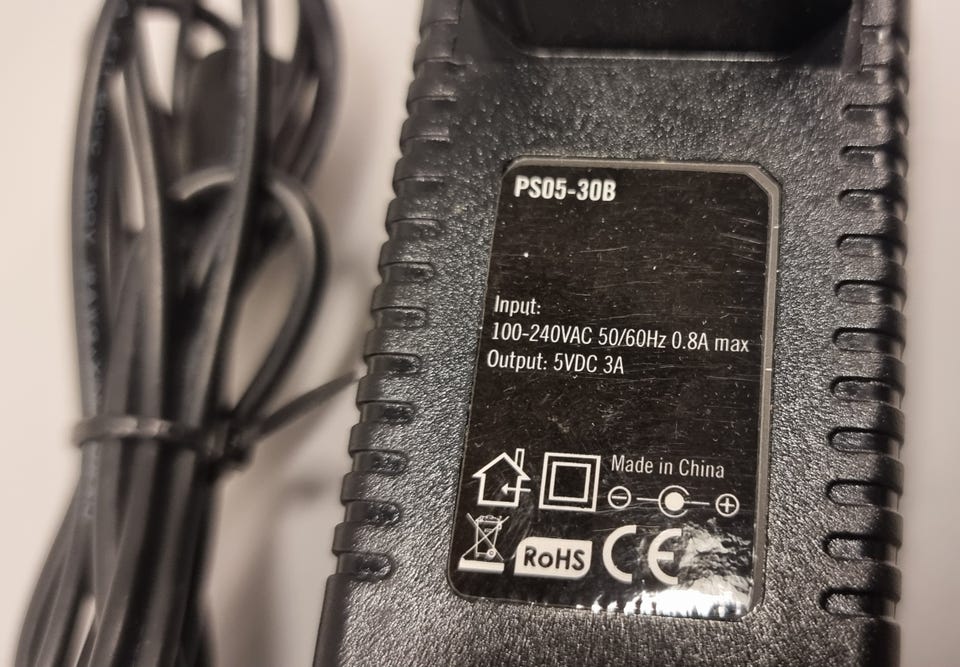 PS05-30B
Input:
100-240VAC 50/60Hz 0.8A max
Output: 5VDC 3A
Made in China
RoHS
CE